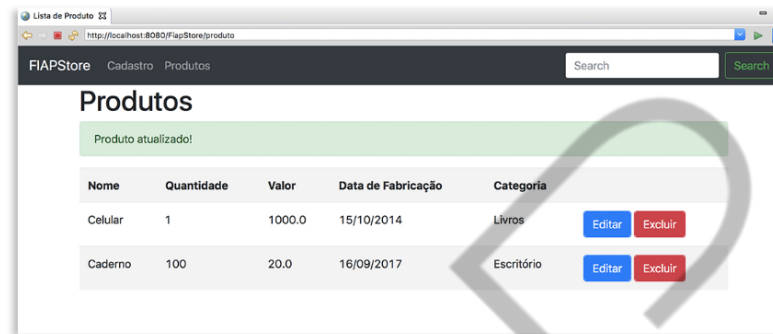 Lista de Produto
http://localhost:8080/FiapStore/produto
FIAPStore Cadastro Produtos Search Search
Produtos
Produto atualizado!
Nome Quantidade Valor Data de Fabricação Categoria
Celular 1 1000.0 15/10/2014 Livros Editar Excluir
Caderno 100 20.0 16/09/2017 Escritório Editar Excluir